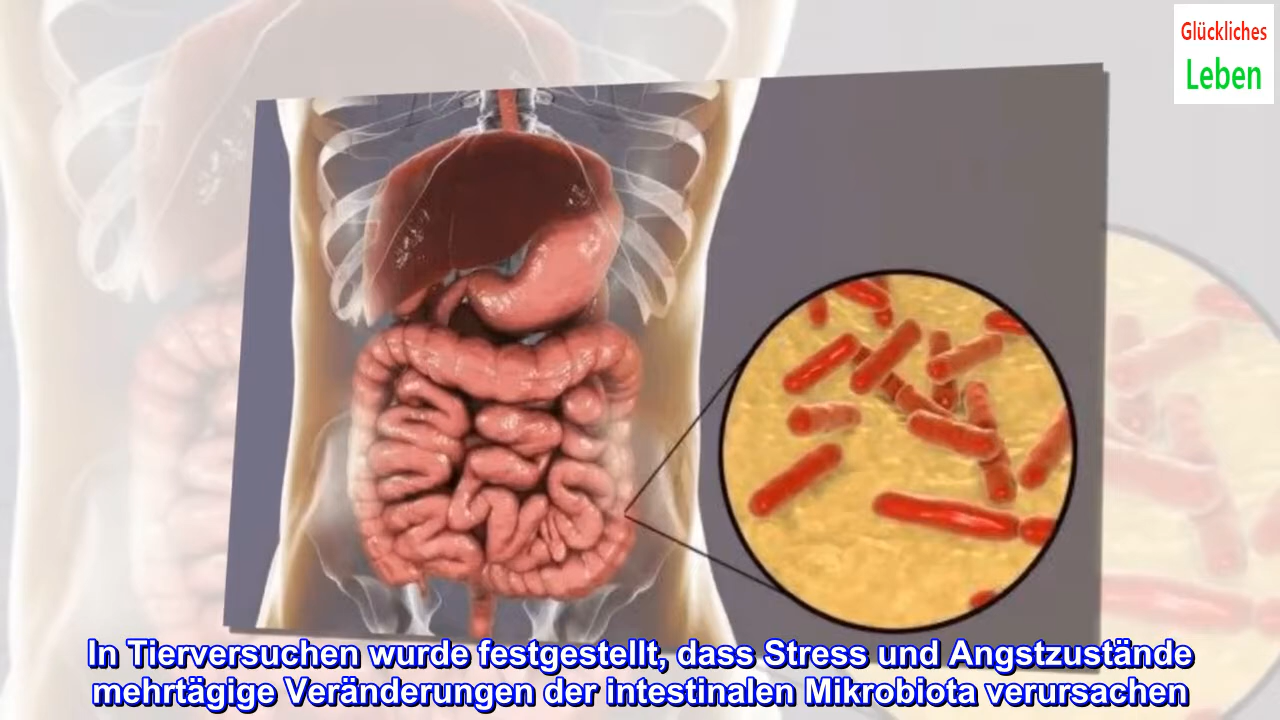 Glückliches
Leben
In Tierversuchen wurde festgestellt, dass Stress und Angstzustände
mehrtägige Veränderungen der intestinalen Mikrobiota verursachen